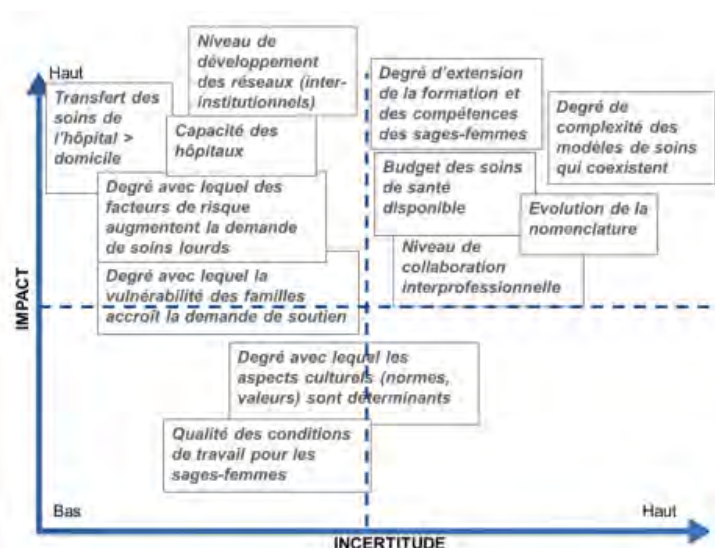 Haut
Niveau de
développement
des réseaux (inter-
institutionnels)
Transfert des
soins de
l'hôpital >
domicile
Capacité des
hôpitaux
Degré d'extension
de la formation et
des compétences
des sages-femmes
Degré de
complexité des
modèles de soins
qui coexistent
Degré avec lequel des
facteurs de risque
augmentent la demande
de soins lourds
Budget des soins
de santé
disponible
Evolution de la
nomenclature
Degré avec lequel la
vulnérabilité des familles
accroît la demande de soutien
Niveau de
collaboration
interprofessionnelle
IMPACT
Degré avec lequel les
aspects culturels (normes,
valeurs) sont déterminants
Qualité des conditions
de travail pour les
sages-femmes
Bas
Haut
INCERTITUDE